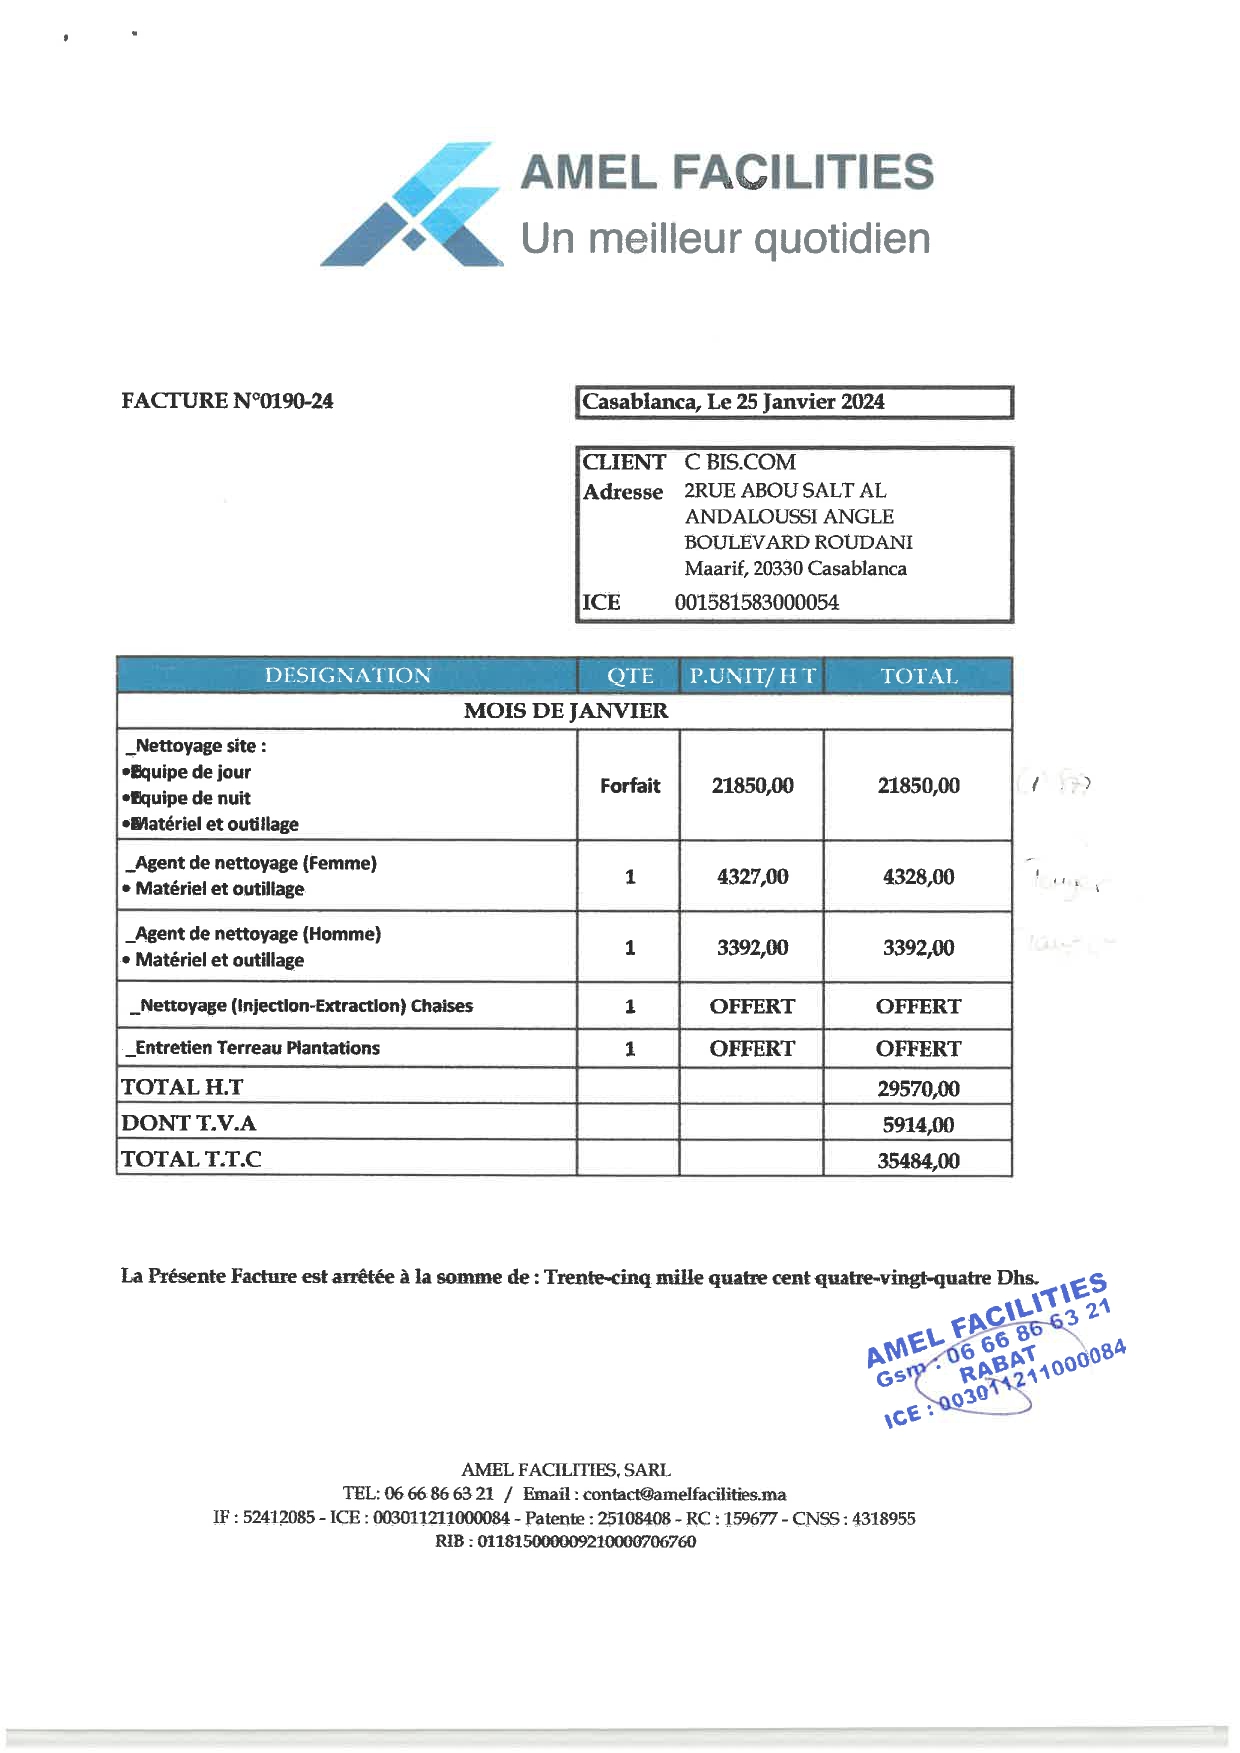 AMEL FACILITIES
Un meilleur quotidien
FACTURE N°0190-24
Casablanca, Le 25 Janvier 2024
CLIENT C BIS.COM
Adresse 2RUE ABOU SALT AL
ANDALOUSSI ANGLE
BOULEVARD ROUDANI
Maarif, 20330 Casablanca
ICE 001581583000054
DESIGNATION QTE P.UNIT/ H T TOTAL
MOIS DE JANVIER
_Nettoyage site :
•Equipe de jour
•Equipe de nuit
•Matériel et outillage
Forfait 21850,00 21850,00
_Agent de nettoyage (Femme)
• Matériel et outillage
1 4327,00 4328,00
_Agent de nettoyage (Homme)
• Matériel et outillage
1 3392,00 3392,00
_Nettoyage (Injection-Extraction) Chaises 1 OFFERT OFFERT
_Entretien Terreau Plantations 1 OFFERT OFFERT
TOTAL H.T 29570,00
DONT T.V.A 5914,00
TOTAL T.T.C 35484,00
La Présente Facture est arrêtée à la somme de : Trente-cinq mille quatre cent quatre-vingt-quatre Dhs.
AMEL FACILITIES
Gsm : 06 66 86 63 21
RABAT
ICE : 003011211000084
AMEL FACILITIES, SARL
TEL: 06 66 86 63 21 / Email : contact@amelfacilities.ma
IF : 52412085 - ICE : 003011211000084 - Patente : 25108408 - RC : 159677 - CNSS : 4318955
RIB : 011815000009210000706760